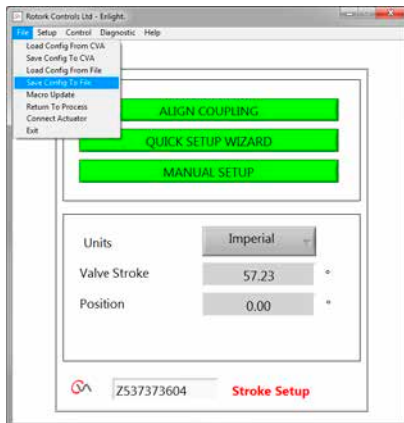 Rotork Controls Ltd - Enlight.
File Setup Control Diagnostic Help
Load Config From CVA
Save Config To CVA
Load Config From File
Save Config To File
Macro Update
Return To Process
Connect Actuator
Exit
ALIGN COUPLING
QUICK SETUP WIZARD
MANUAL SETUP
Units Imperial
Valve Stroke 57.23 °
Position 0.00 °
Z537373604 Stroke Setup